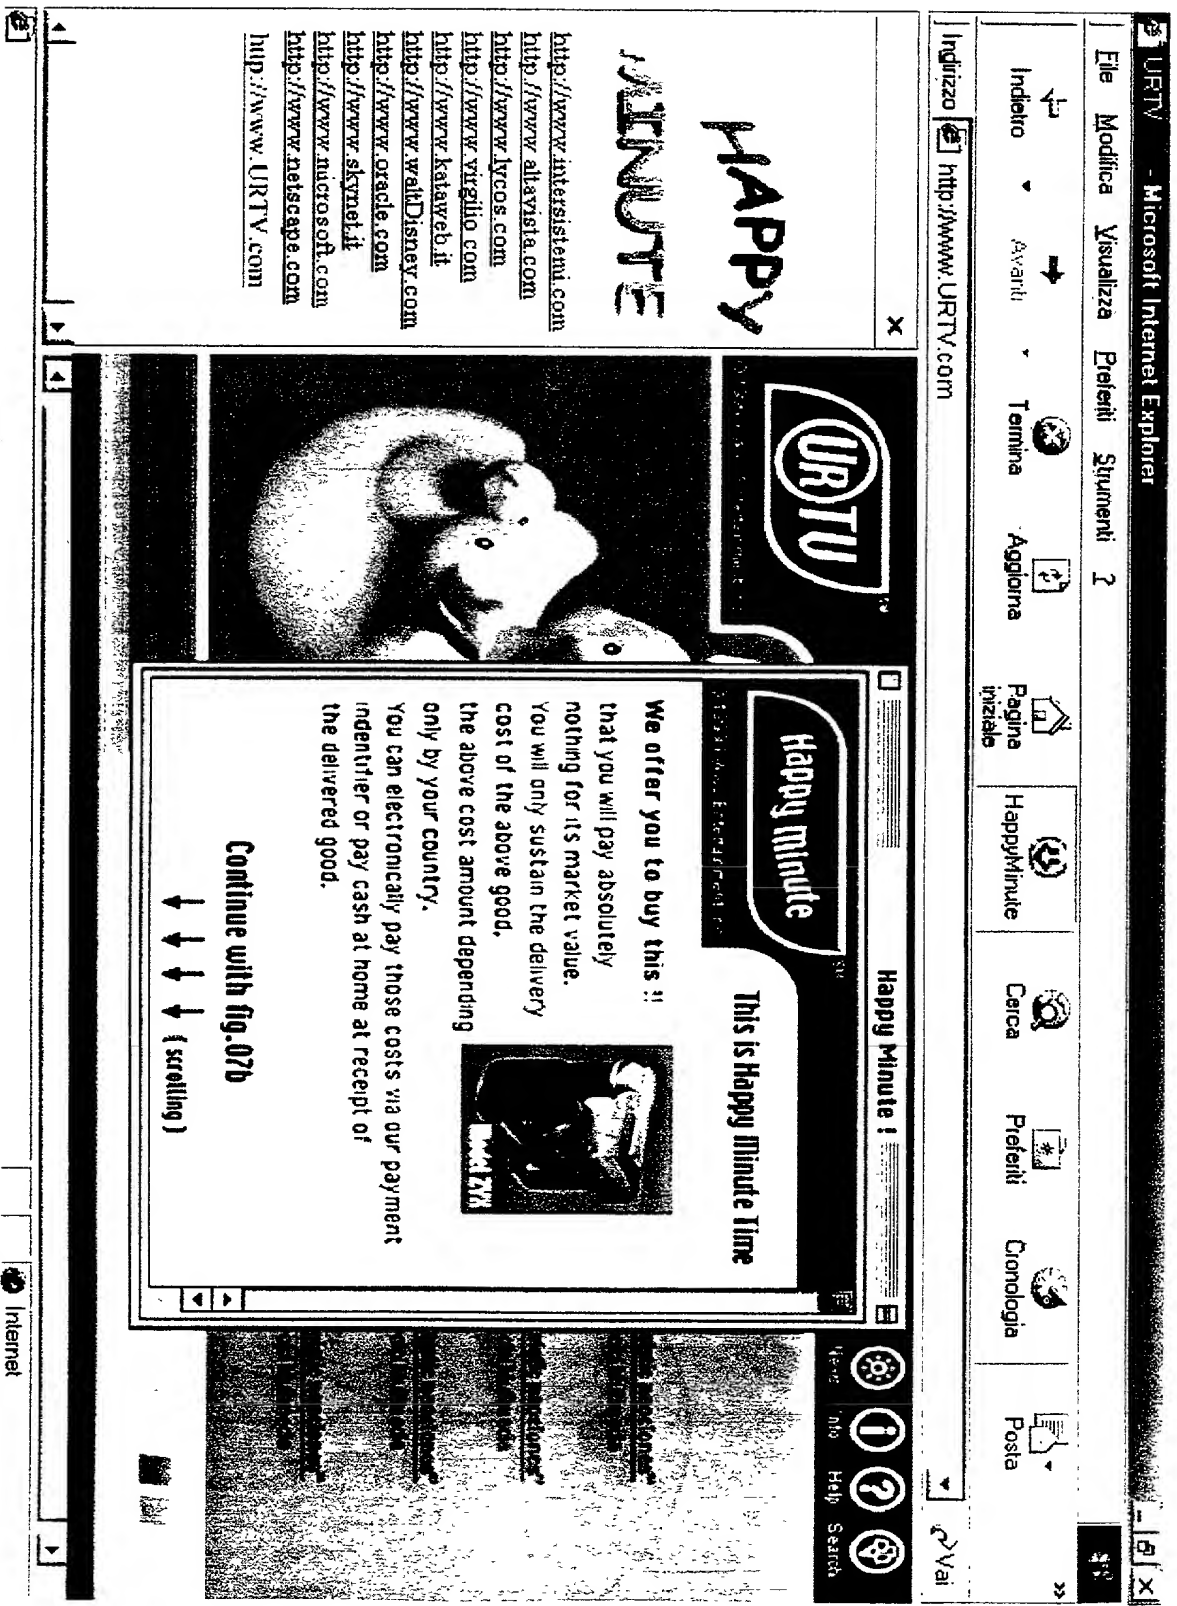 URTV - Microsoft Internet Explorer
File Modifica Visualizza Preferiti Strumenti ?
Indietro Avanti Termina Aggiorna Pagina iniziale HappyMinute Cerca Preferiti Cronologia Posta
Indirizzo http://www.URTV.com Vai
HAPPY
MINUTE
http://www.intersistemi.com
http://www.altavista.com
http://www.lycos.com
http://www.virgilio com
http://www.kataweb.it
http://www.waltDisney.com
http://www.oracle.com
http://www.skynet.it
http://www.microsoft.com
http://www.netscape.com
http://www.URTV.com
URTU
Happy Minute !
Happy minute
This is Happy Minute Time
We offer you to buy this !!
that you will pay absolutely
nothing for its market value.
You will only sustain the delivery
cost of the above good,
the above cost amount depending
only by your country.
You can electronically pay those costs via our payment
indentifier or pay cash at home at receipt of
the delivered good.
Continue with fig.07b
( scrolling )
News Info Help Search
Internet